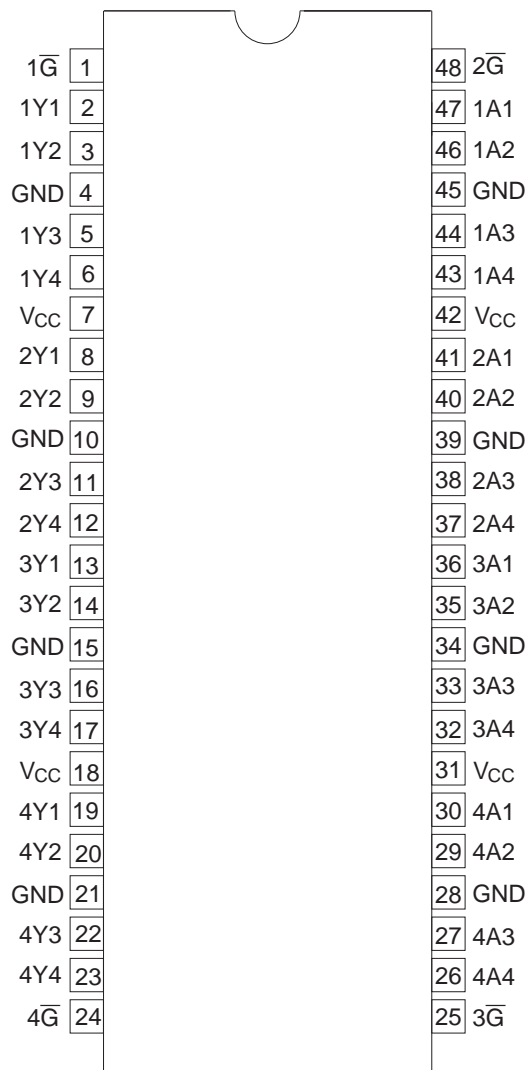 1G̅ 1 48 2G̅
1Y1 2 47 1A1
1Y2 3 46 1A2
GND 4 45 GND
1Y3 5 44 1A3
1Y4 6 43 1A4
VCC 7 42 VCC
2Y1 8 41 2A1
2Y2 9 40 2A2
GND 10 39 GND
2Y3 11 38 2A3
2Y4 12 37 2A4
3Y1 13 36 3A1
3Y2 14 35 3A2
GND 15 34 GND
3Y3 16 33 3A3
3Y4 17 32 3A4
VCC 18 31 VCC
4Y1 19 30 4A1
4Y2 20 29 4A2
GND 21 28 GND
4Y3 22 27 4A3
4Y4 23 26 4A4
4G̅ 24 25 3G̅